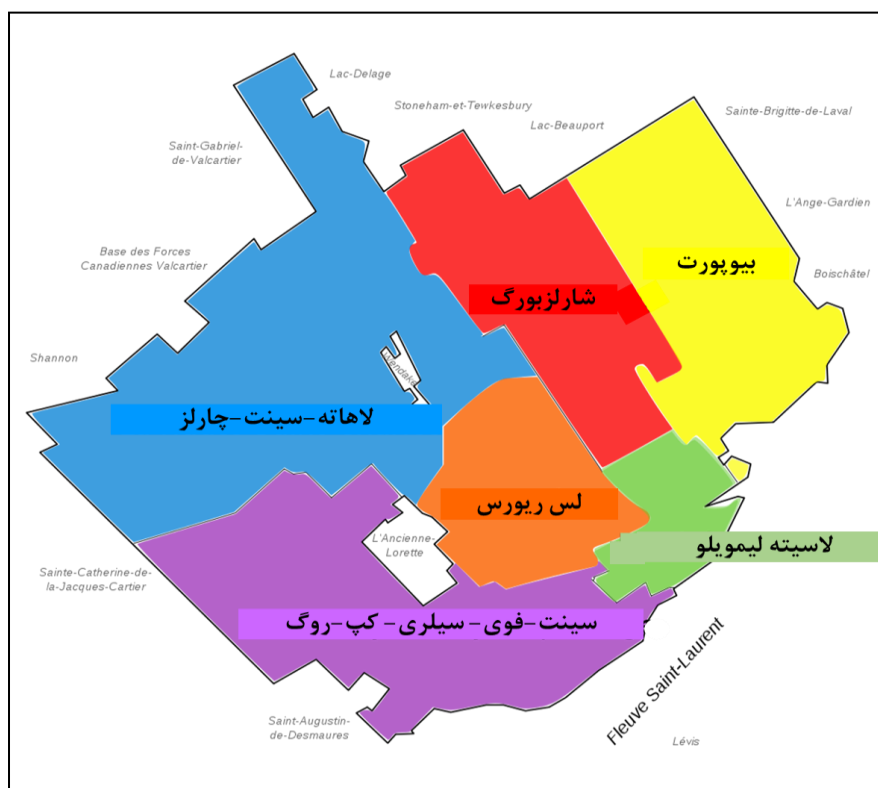 Lac-Delage
Stoneham-et-Tewkesbury
Lac-Beauport
Sainte-Brigitte-de-Laval
Saint-Gabriel-
de-Valcartier
L'Ange-Gardien
Base des Forces
Canadiennes Valcartier
بیوپورت
Boischâtel
شارلزبورگ
Shannon
Wendake
لاهاته-سینت-چارلز
لس ریورس
L'Ancienne-
Lorette
لاسیته لیمویلو
Sainte-Catherine-de-
la-Jacques-Cartier
سینت-فوی- سیلری- کپ-روگ
Fleuve Saint-Laurent
Saint-Augustin-
de-Desmaures
Lévis